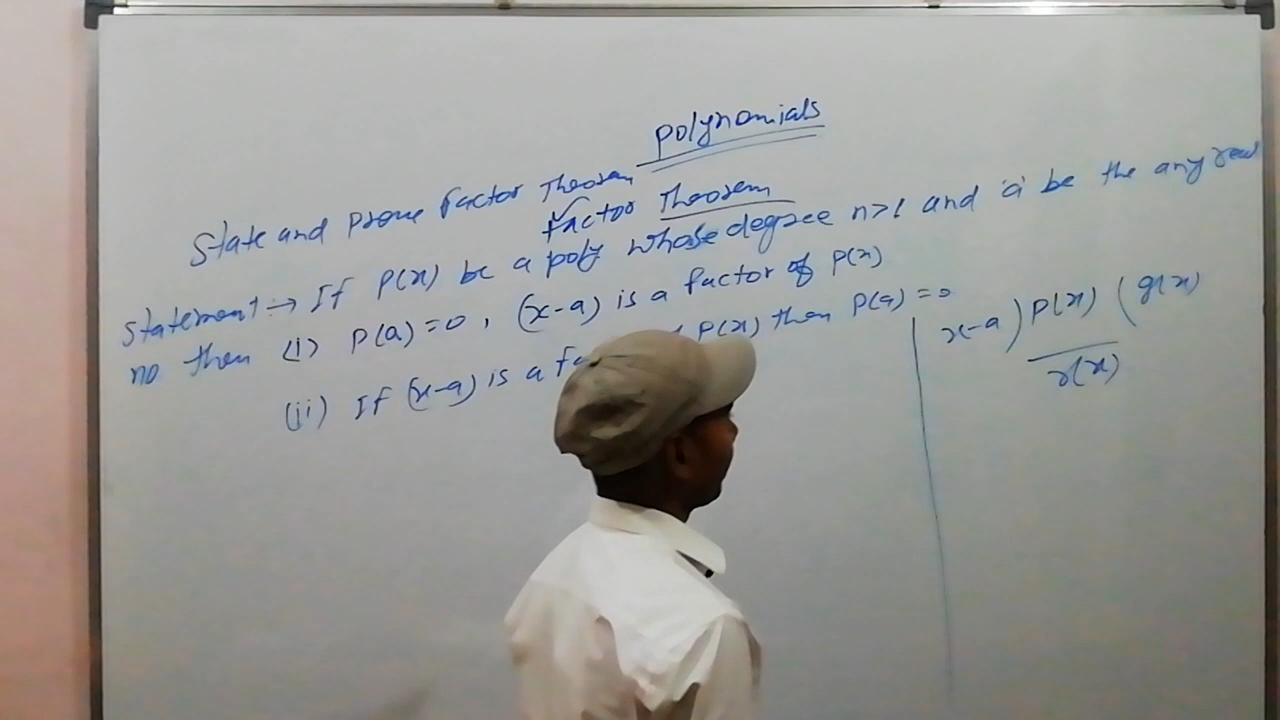 Polynomials
State and prove factor Theorem
factor Theorem
Statement → If P(x) be a poly whose degree n>1 and 'a' be the any real
no then (i) P(a)=0, (x-a) is a factor of P(x)
(ii) If (x-a) is a P(x) then P(a)=0
x-a ) P(x) ( g(x)
r(x)